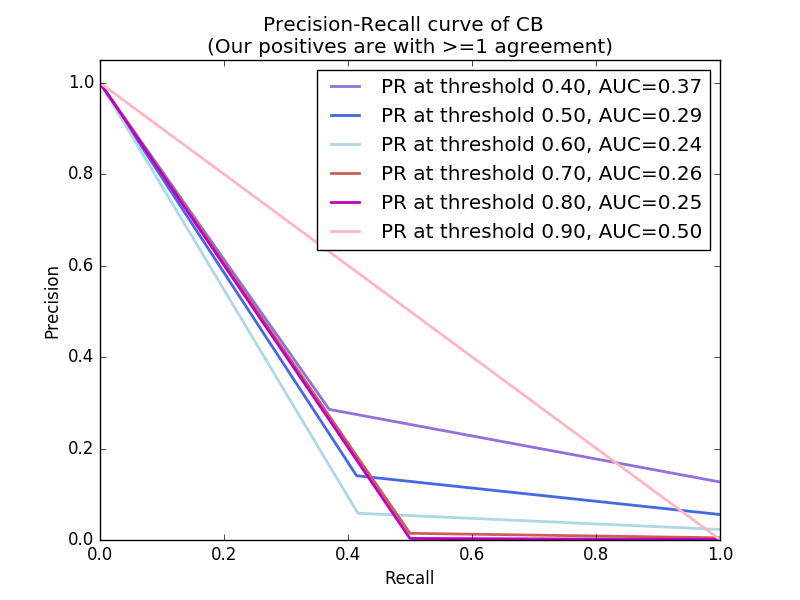 Precision-Recall curve of CB
(Our positives are with >=1 agreement)
PR at threshold 0.40, AUC=0.37
PR at threshold 0.50, AUC=0.29
PR at threshold 0.60, AUC=0.24
PR at threshold 0.70, AUC=0.26
PR at threshold 0.80, AUC=0.25
PR at threshold 0.90, AUC=0.50
Precision
1.0
0.8
0.6
0.4
0.2
0.0
0.0 0.2 0.4 0.6 0.8 1.0
Recall